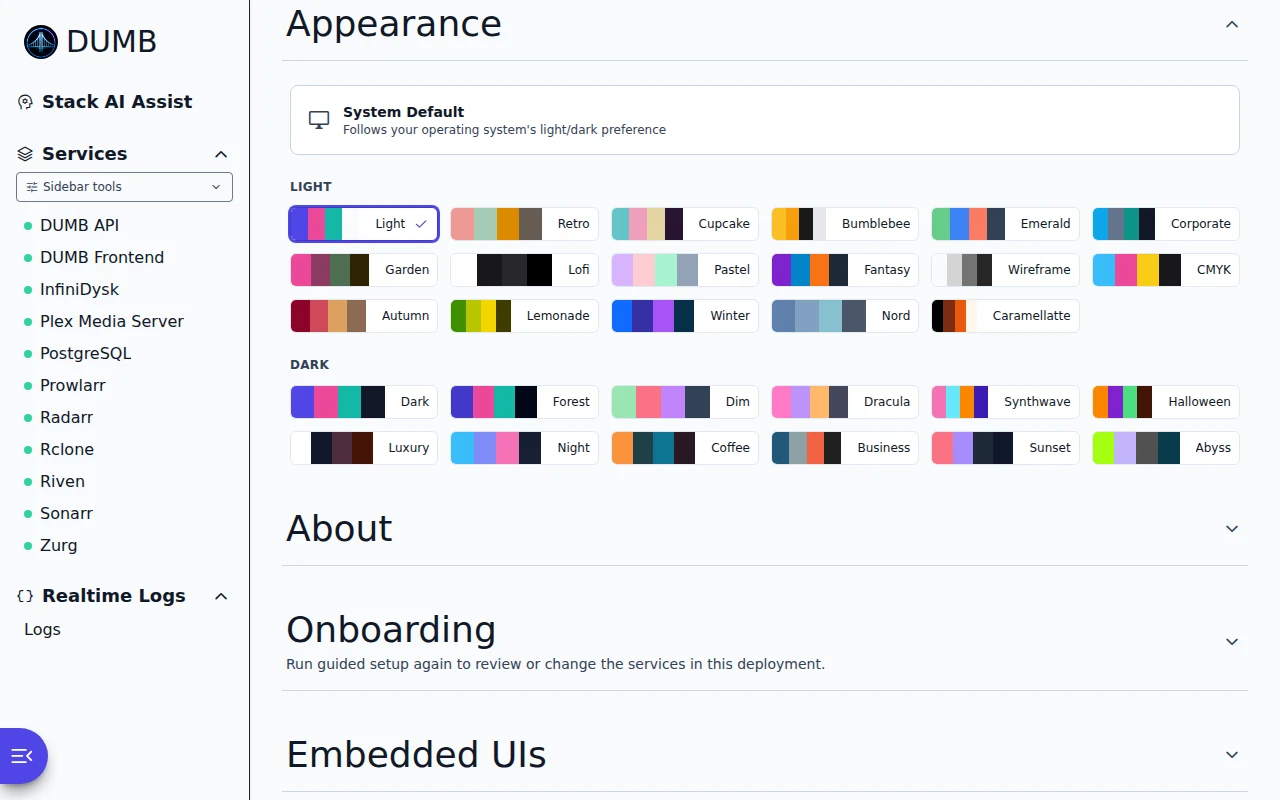 DUMB
Stack AI Assist
Services
Sidebar tools
DUMB API
DUMB Frontend
InfiniDysk
Plex Media Server
PostgreSQL
Prowlarr
Radarr
Rclone
Riven
Sonarr
Zurg
Realtime Logs
Logs
Appearance
System Default
Follows your operating system's light/dark preference
LIGHT
Light
Retro
Cupcake
Bumblebee
Emerald
Corporate
Garden
Lofi
Pastel
Fantasy
Wireframe
CMYK
Autumn
Lemonade
Winter
Nord
Caramellatte
DARK
Dark
Forest
Dim
Dracula
Synthwave
Halloween
Luxury
Night
Coffee
Business
Sunset
Abyss
About
Onboarding
Run guided setup again to review or change the services in this deployment.
Embedded UIs